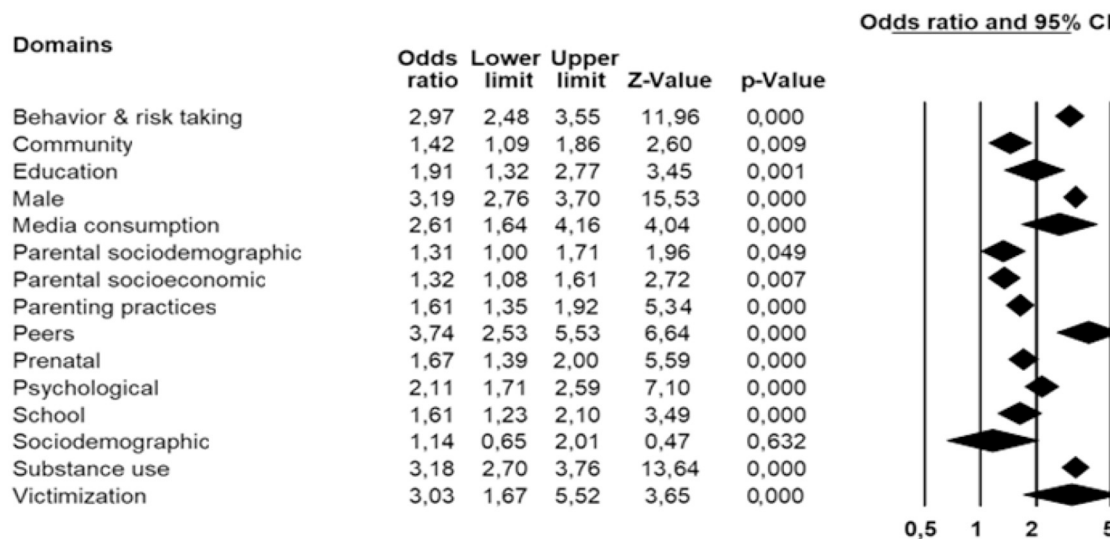 Odds ratio and 95% CI
Domains
Odds ratio Lower limit Upper limit Z-Value p-Value
Behavior & risk taking 2,97 2,48 3,55 11,96 0,000
Community 1,42 1,09 1,86 2,60 0,009
Education 1,91 1,32 2,77 3,45 0,001
Male 3,19 2,76 3,70 15,53 0,000
Media consumption 2,61 1,64 4,16 4,04 0,000
Parental sociodemographic 1,31 1,00 1,71 1,96 0,049
Parental socioeconomic 1,32 1,08 1,61 2,72 0,007
Parenting practices 1,61 1,35 1,92 5,34 0,000
Peers 3,74 2,53 5,53 6,64 0,000
Prenatal 1,67 1,39 2,00 5,59 0,000
Psychological 2,11 1,71 2,59 7,10 0,000
School 1,61 1,23 2,10 3,49 0,000
Sociodemographic 1,14 0,65 2,01 0,47 0,632
Substance use 3,18 2,70 3,76 13,64 0,000
Victimization 3,03 1,67 5,52 3,65 0,000
0,5 1 2 5